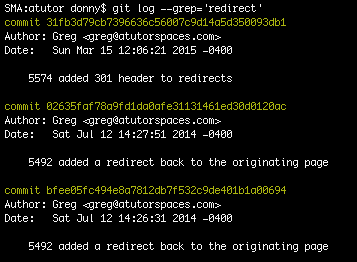 SMA:atutor donny$ git log --grep='redirect'
commit 31fb3d79cb7396636c56007c9d14a5d350093db1
Author: Greg <greg@atutorspaces.com>
Date:   Sun Mar 15 12:06:21 2015 -0400
5574 added 301 header to redirects
commit 02635faf78a9fd1da0afe31131461ed30d0120ac
Author: Greg <greg@atutorspaces.com>
Date:   Sat Jul 12 14:27:51 2014 -0400
5492 added a redirect back to the originating page
commit bfee05fc494e8a7812db7f532c9de401b1a00694
Author: Greg <greg@atutorspaces.com>
Date:   Sat Jul 12 14:26:31 2014 -0400
5492 added a redirect back to the originating page